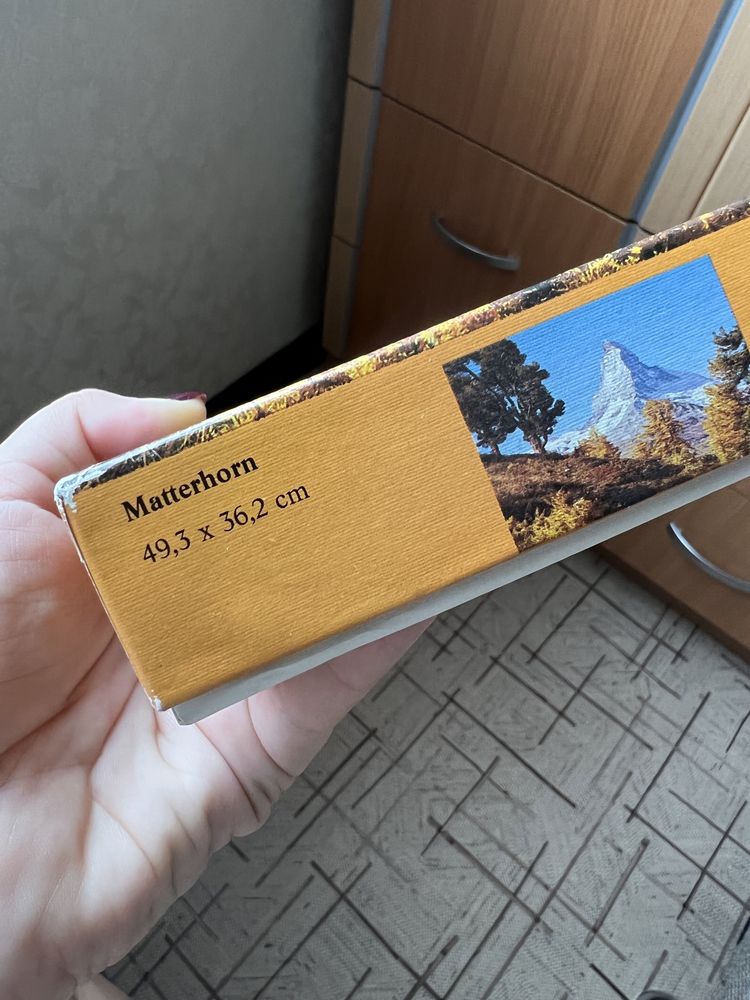 Matterhorn
49,3 x 36,2 cm